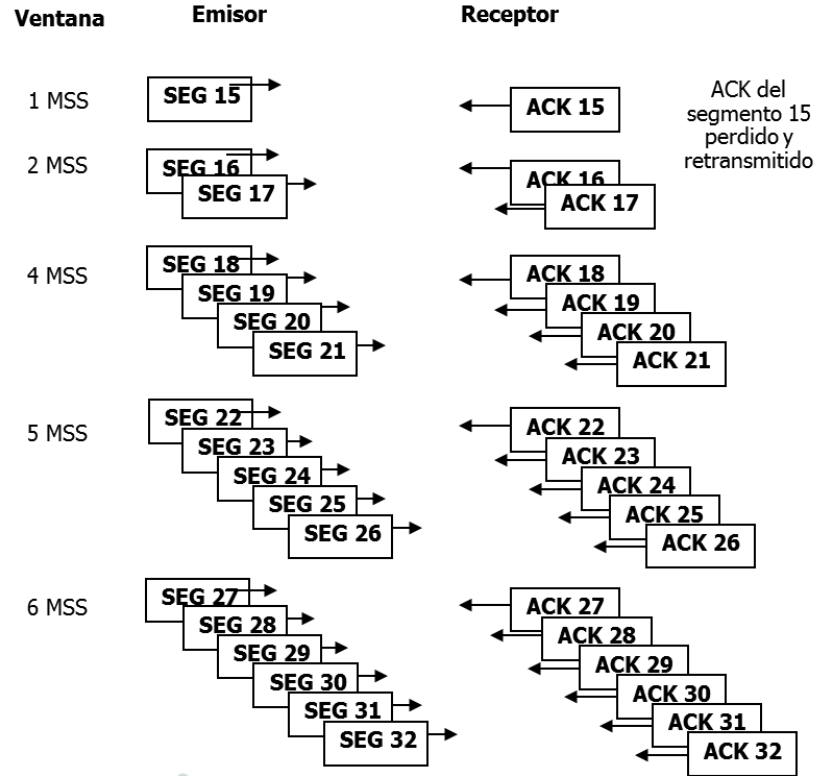 Ventana
Emisor
Receptor
1 MSS
SEG 15
ACK 15
ACK del
segmento 15
perdido y
retransmitido
2 MSS
SEG 16
SEG 17
ACK 16
ACK 17
4 MSS
SEG 18
SEG 19
SEG 20
SEG 21
ACK 18
ACK 19
ACK 20
ACK 21
5 MSS
SEG 22
SEG 23
SEG 24
SEG 25
SEG 26
ACK 22
ACK 23
ACK 24
ACK 25
ACK 26
6 MSS
SEG 27
SEG 28
SEG 29
SEG 30
SEG 31
SEG 32
ACK 27
ACK 28
ACK 29
ACK 30
ACK 31
ACK 32